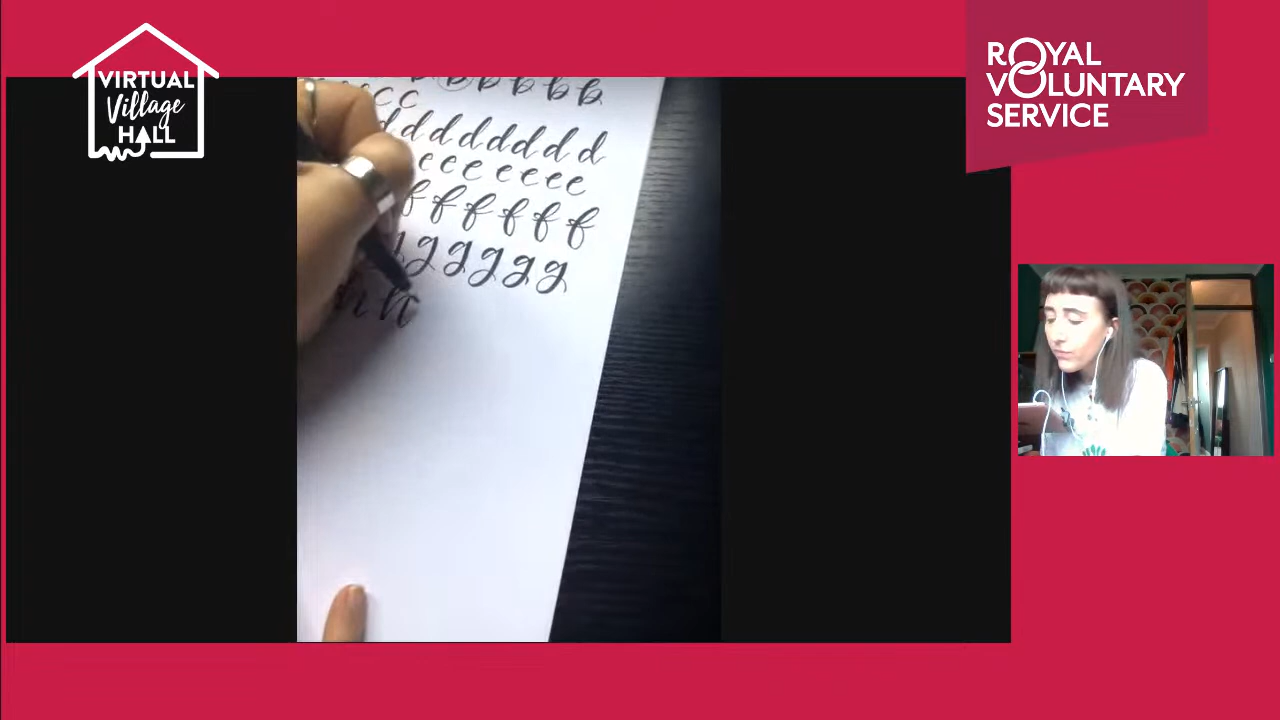 VIRTUAL
Village
HALL
ROYAL
VOLUNTARY
SERVICE
b b b b b
c c
d d d d d d d d
e e e e e e e
f f f f f f
g g g g g
h h